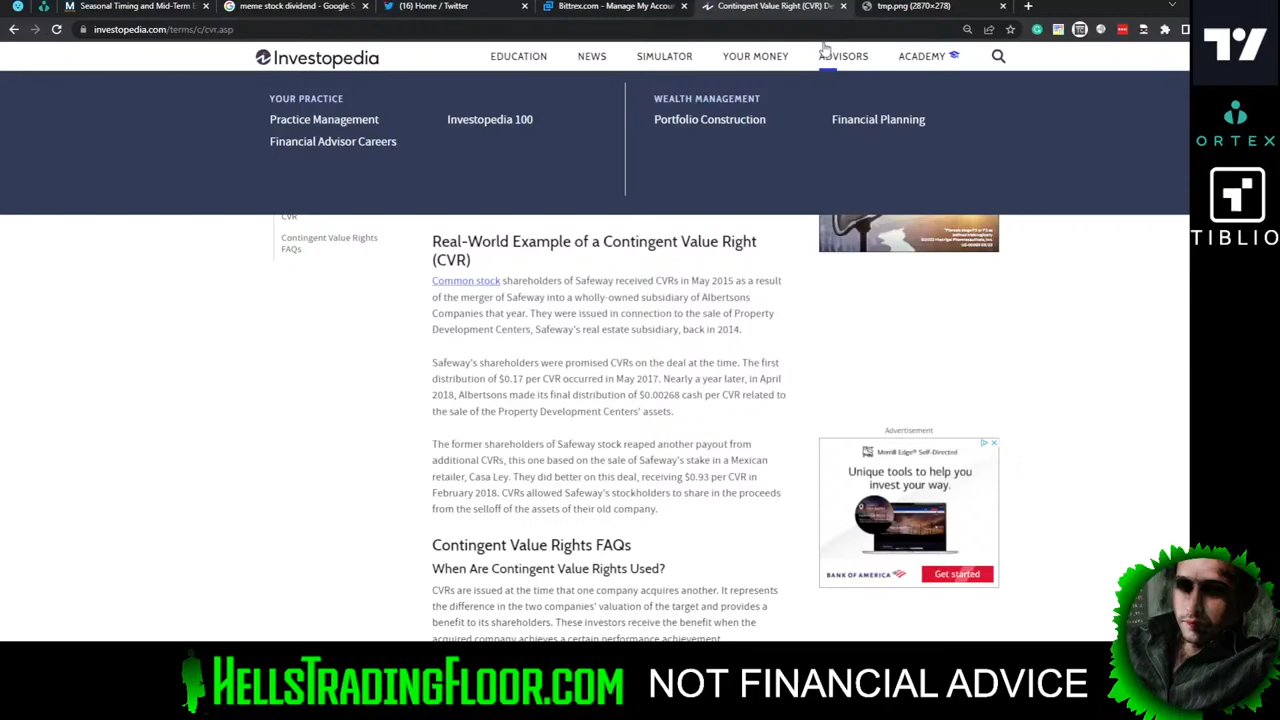 Seasonal Timing and Mid-Term E
meme stock dividend - Google S
(16) Home / Twitter
Bittrex.com - Manage My Accoun
Contingent Value Right (CVR) De
tmp.png (2870×278)
investopedia.com/terms/c/cvr.asp
Investopedia
EDUCATION
NEWS
SIMULATOR
YOUR MONEY
ADVISORS
ACADEMY
YOUR PRACTICE
Practice Management
Investopedia 100
Financial Advisor Careers
WEALTH MANAGEMENT
Portfolio Construction
Financial Planning
ORTEX
TIBLIO
CVR
Contingent Value Rights
FAQs
Real-World Example of a Contingent Value Right
(CVR)
Common stock shareholders of Safeway received CVRs in May 2015 as a result
of the merger of Safeway into a wholly-owned subsidiary of Albertsons
Companies that year. They were issued in connection to the sale of Property
Development Centers, Safeway's real estate subsidiary, back in 2014.
Safeway's shareholders were promised CVRs on the deal at the time. The first
distribution of $0.17 per CVR occurred in May 2017. Nearly a year later, in April
2018, Albertsons made its final distribution of $0.00268 cash per CVR related to
the sale of the Property Development Centers' assets.
The former shareholders of Safeway stock reaped another payout from
additional CVRs, this one based on the sale of Safeway's stake in a Mexican
retailer, Casa Ley. They did better on this deal, receiving $0.93 per CVR in
February 2018. CVRs allowed Safeway's stockholders to share in the proceeds
from the selloff of the assets of their old company.
Contingent Value Rights FAQs
When Are Contingent Value Rights Used?
CVRs are issued at the time that one company acquires another. It represents
the difference in the two companies' valuation of the target and provides a
benefit to its shareholders. These investors receive the benefit when the
acquired company achieves a certain performance achievement.
Advertisement
Merrill Edge Self-Directed
Unique tools to help you
invest your way.
BANK OF AMERICA
Get started
HELLSTRADINGFLOOR.COM
NOT FINANCIAL ADVICE